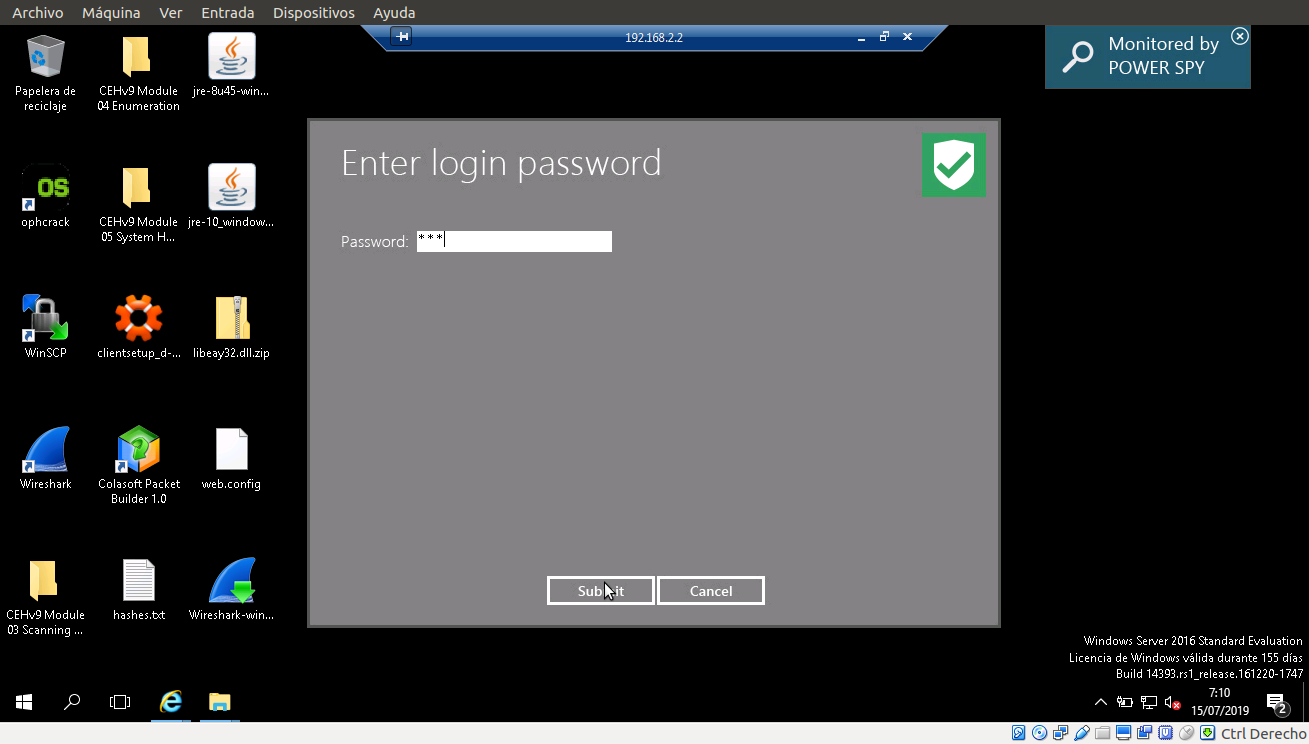 Archivo Máquina Ver Entrada Dispositivos Ayuda
192.168.2.2
Monitored by
POWER SPY
Papelera de
reciclaje
CEHv9 Module
04 Enumeration
jre-8u45-win...
Enter login password
Password: ***
OS
ophcrack
CEHv9 Module
05 System H...
jre-10_window...
WinSCP
clientsetup_d-...
libeay32.dll.zip
Wireshark
Colasoft Packet
Builder 1.0
web.config
CEHv9 Module
03 Scanning ...
hashes.txt
Wireshark-win...
Submit Cancel
Windows Server 2016 Standard Evaluation
Licencia de Windows válida durante 155 días
Build 14393.rs1_release.161220-1747
7:10
15/07/2019
2
Ctrl Derecho